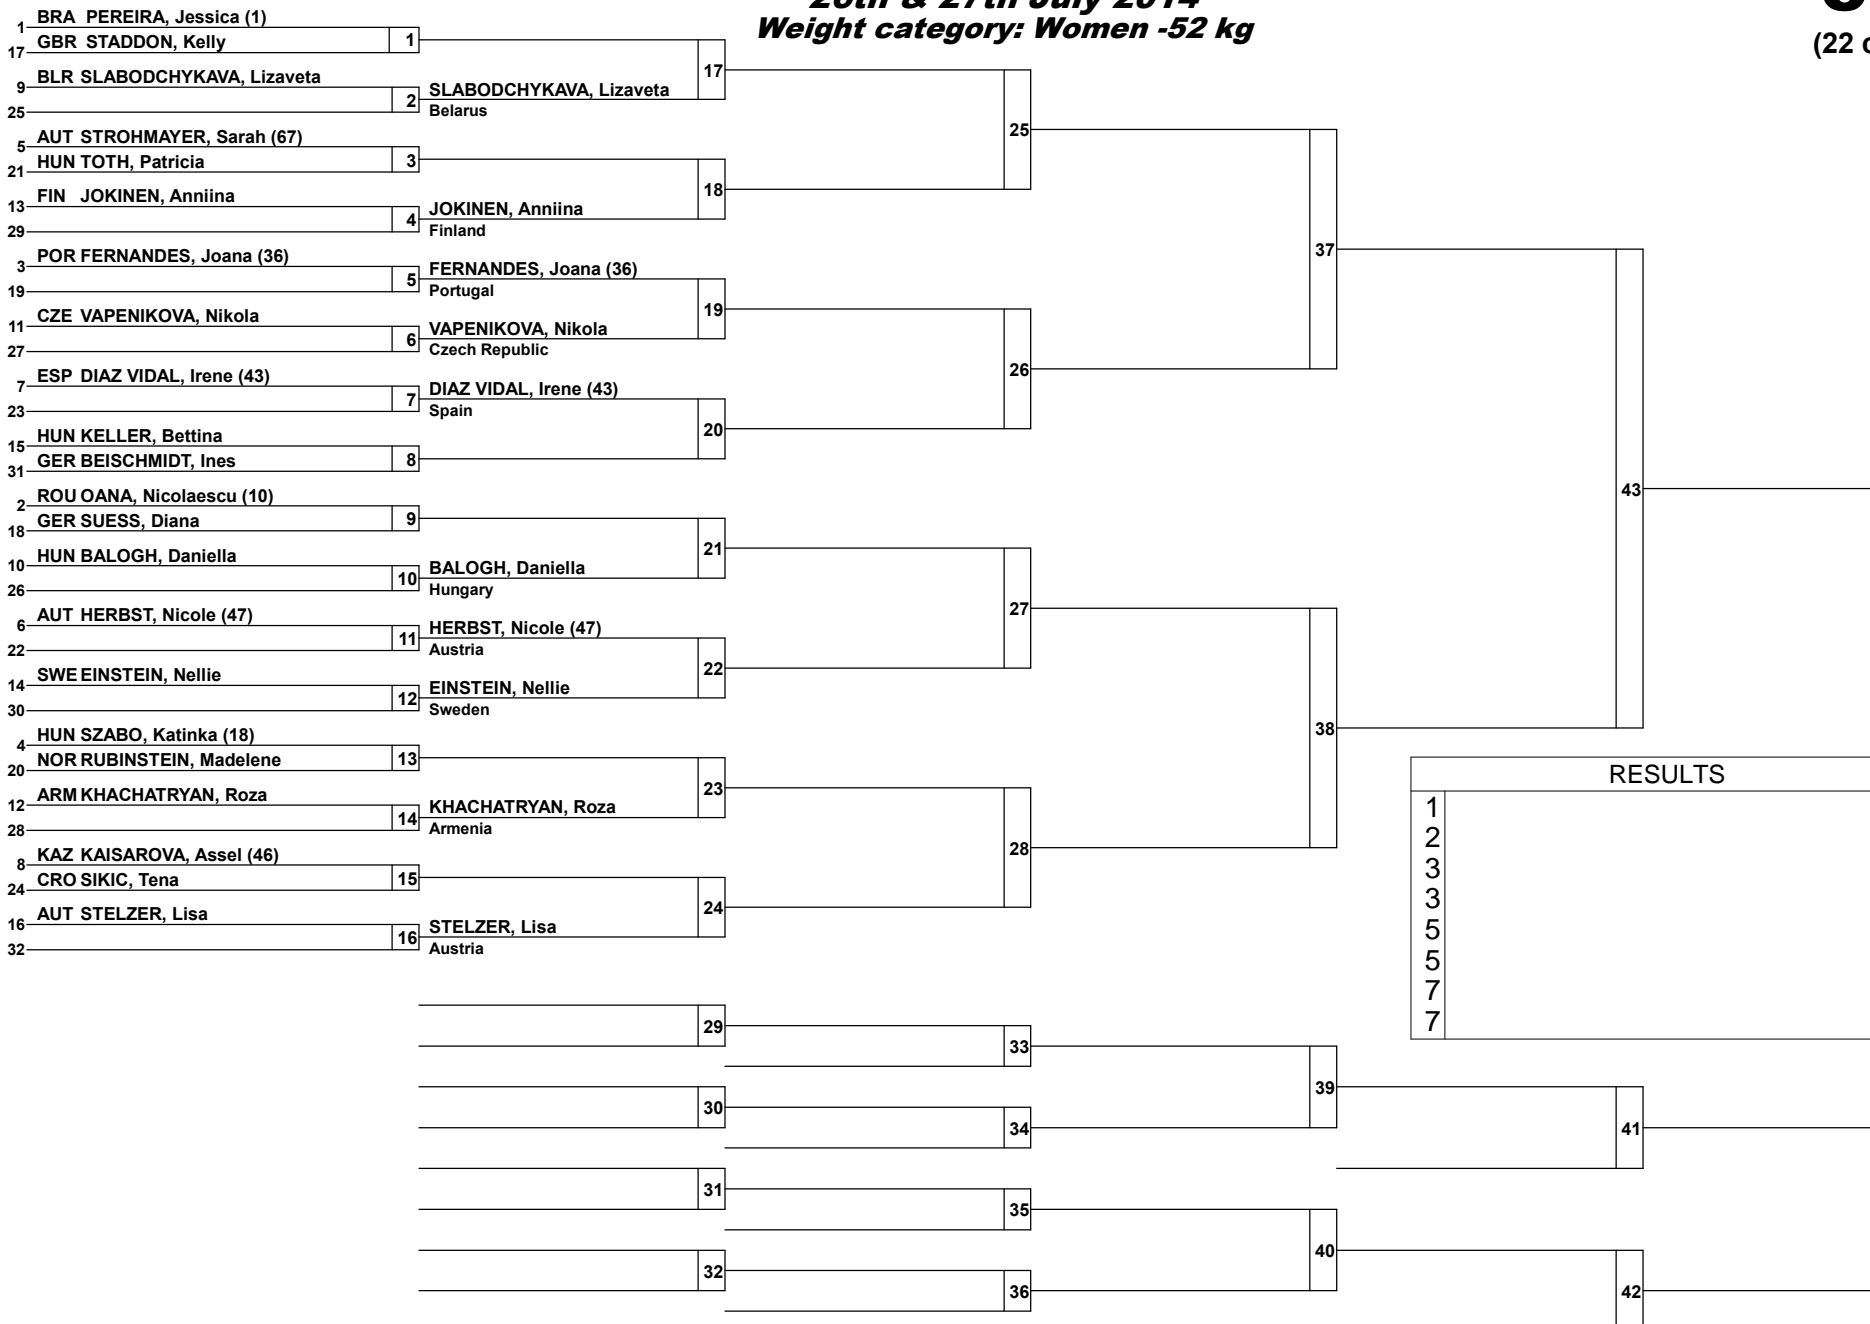 & 27th July 2014
Weight category: Women -52 kg
(22
1 BRA PEREIRA, Jessica (1)
17 GBR STADDON, Kelly
1
9 BLR SLABODCHYKAVA, Lizaveta
25
2 SLABODCHYKAVA, Lizaveta
Belarus
17
5 AUT STROHMAYER, Sarah (67)
21 HUN TOTH, Patricia
3
13 FIN JOKINEN, Anniina
29
4 JOKINEN, Anniina
Finland
18
25
3 POR FERNANDES, Joana (36)
19
5 FERNANDES, Joana (36)
Portugal
11 CZE VAPENIKOVA, Nikola
27
6 VAPENIKOVA, Nikola
Czech Republic
19
7 ESP DIAZ VIDAL, Irene (43)
23
7 DIAZ VIDAL, Irene (43)
Spain
15 HUN KELLER, Bettina
31 GER BEISCHMIDT, Ines
8
20
26
37
2 ROU OANA, Nicolaescu (10)
18 GER SUESS, Diana
9
10 HUN BALOGH, Daniella
26
10 BALOGH, Daniella
Hungary
21
6 AUT HERBST, Nicole (47)
22
11 HERBST, Nicole (47)
Austria
14 SWE EINSTEIN, Nellie
30
12 EINSTEIN, Nellie
Sweden
22
27
4 HUN SZABO, Katinka (18)
20 NOR RUBINSTEIN, Madelene
13
12 ARM KHACHATRYAN, Roza
28
14 KHACHATRYAN, Roza
Armenia
23
8 KAZ KAISAROVA, Assel (46)
24 CRO SIKIC, Tena
15
16 AUT STELZER, Lisa
32
16 STELZER, Lisa
Austria
24
28
38
43
RESULTS
1
2
3
3
5
5
7
7
29
30
31
32
33
34
35
36
39
40
41
42